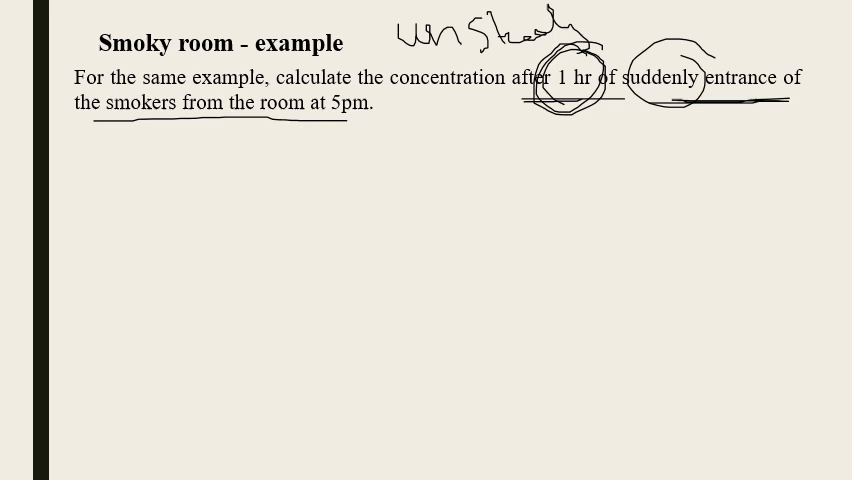 Smoky room - example
unsteady
For the same example, calculate the concentration after 1 hr of suddenly entrance of
the smokers from the room at 5pm.